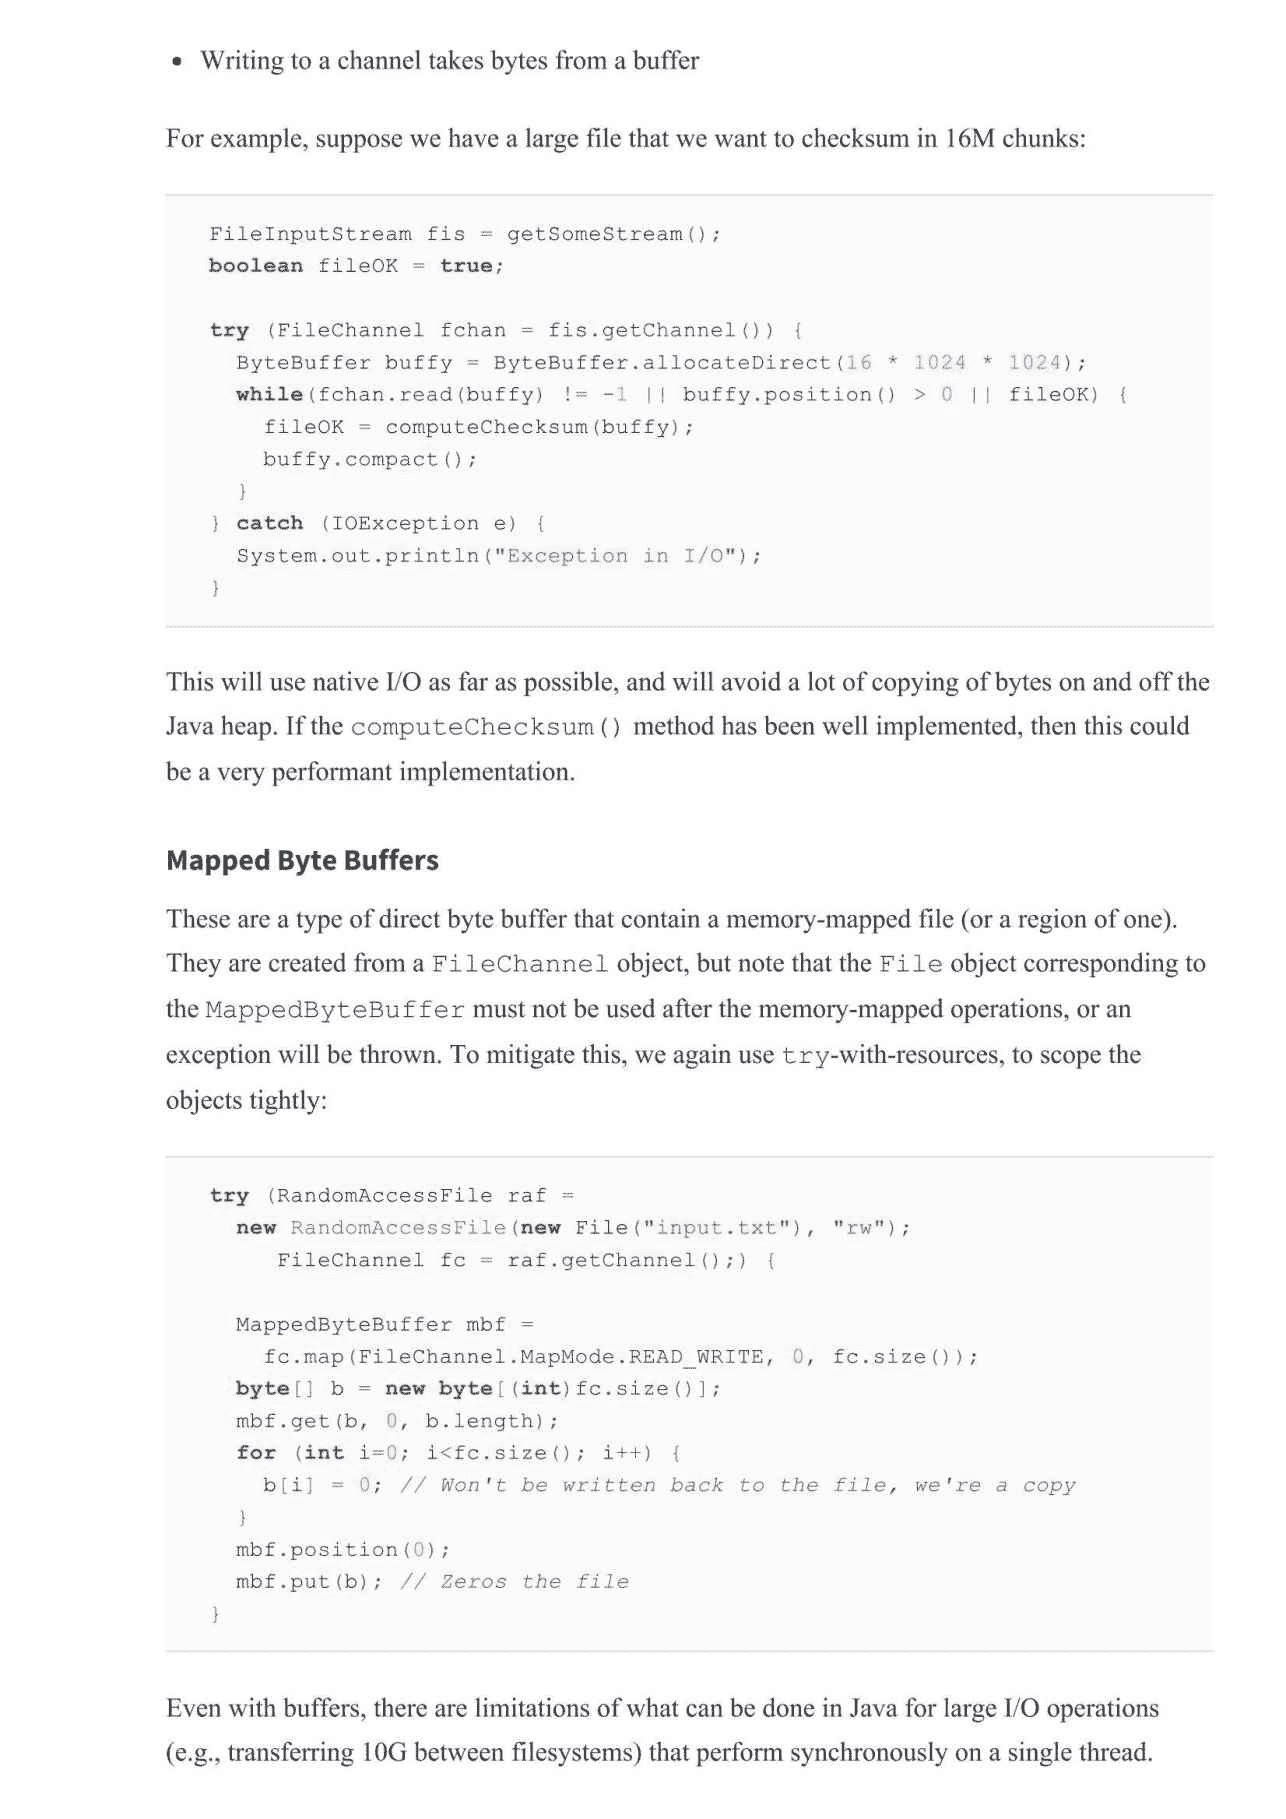 • Writing to a channel takes bytes from a buffer
For example, suppose we have a large file that we want to checksum in 16M chunks:
FileInputStream fis = getSomeStream();
boolean fileOK = true;
try (FileChannel fchan = fis.getChannel()) {
  ByteBuffer buffy = ByteBuffer.allocateDirect(16 * 1024 * 1024);
  while(fchan.read(buffy) != -1 || buffy.position() > 0 || fileOK) {
    fileOK = computeChecksum(buffy);
    buffy.compact();
  }
} catch (IOException e) {
  System.out.println("Exception in I/O");
}
This will use native I/O as far as possible, and will avoid a lot of copying of bytes on and off the
Java heap. If the computeChecksum() method has been well implemented, then this could
be a very performant implementation.
Mapped Byte Buffers
These are a type of direct byte buffer that contain a memory-mapped file (or a region of one).
They are created from a FileChannel object, but note that the File object corresponding to
the MappedByteBuffer must not be used after the memory-mapped operations, or an
exception will be thrown. To mitigate this, we again use try-with-resources, to scope the
objects tightly:
try (RandomAccessFile raf =
  new RandomAccessFile(new File("input.txt"), "rw");
     FileChannel fc = raf.getChannel();) {
  MappedByteBuffer mbf =
    fc.map(FileChannel.MapMode.READ_WRITE, 0, fc.size());
  byte[] b = new byte[(int)fc.size()];
  mbf.get(b, 0, b.length);
  for (int i=0; i<fc.size(); i++) {
    b[i] = 0; // Won't be written back to the file, we're a copy
  }
  mbf.position(0);
  mbf.put(b); // Zeros the file
}
Even with buffers, there are limitations of what can be done in Java for large I/O operations
(e.g., transferring 10G between filesystems) that perform synchronously on a single thread.